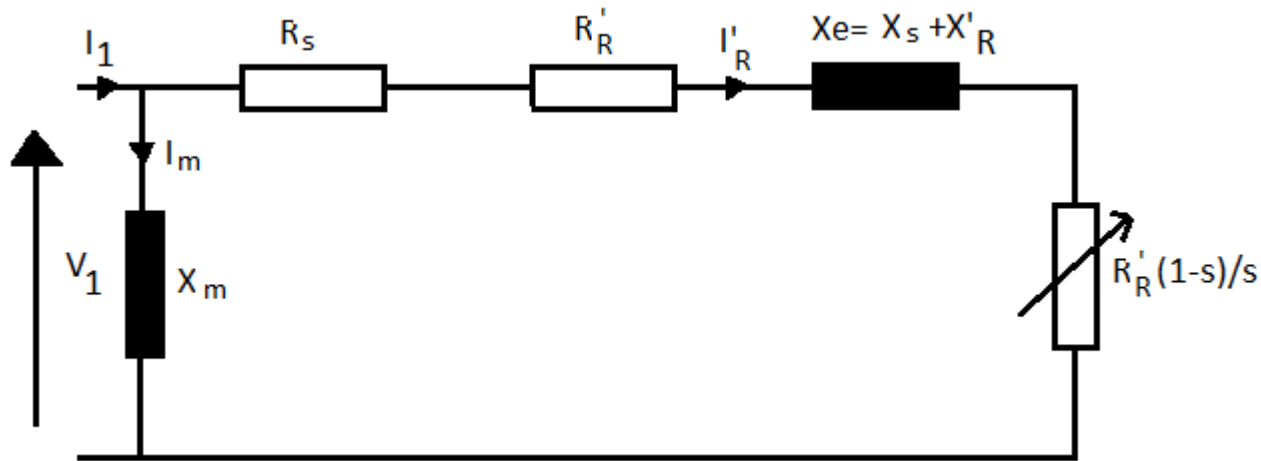 I1
Rs
R'R
I'R
Xe= Xs +X'R
Im
V1
Xm
R'R(1-s)/s